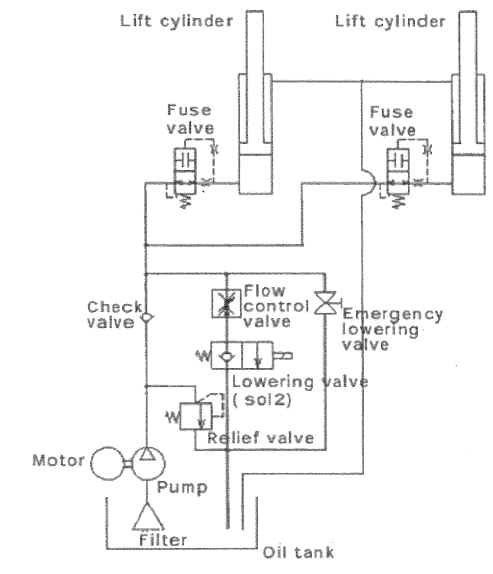 Lift cylinder
Lift cylinder
Fuse
valve
Fuse
valve
Flow
control
valve
Check
valve
Emergency
lowering
valve
Lowering valve
( sol2)
Relief valve
Motor
Pump
Filter
Oil tank